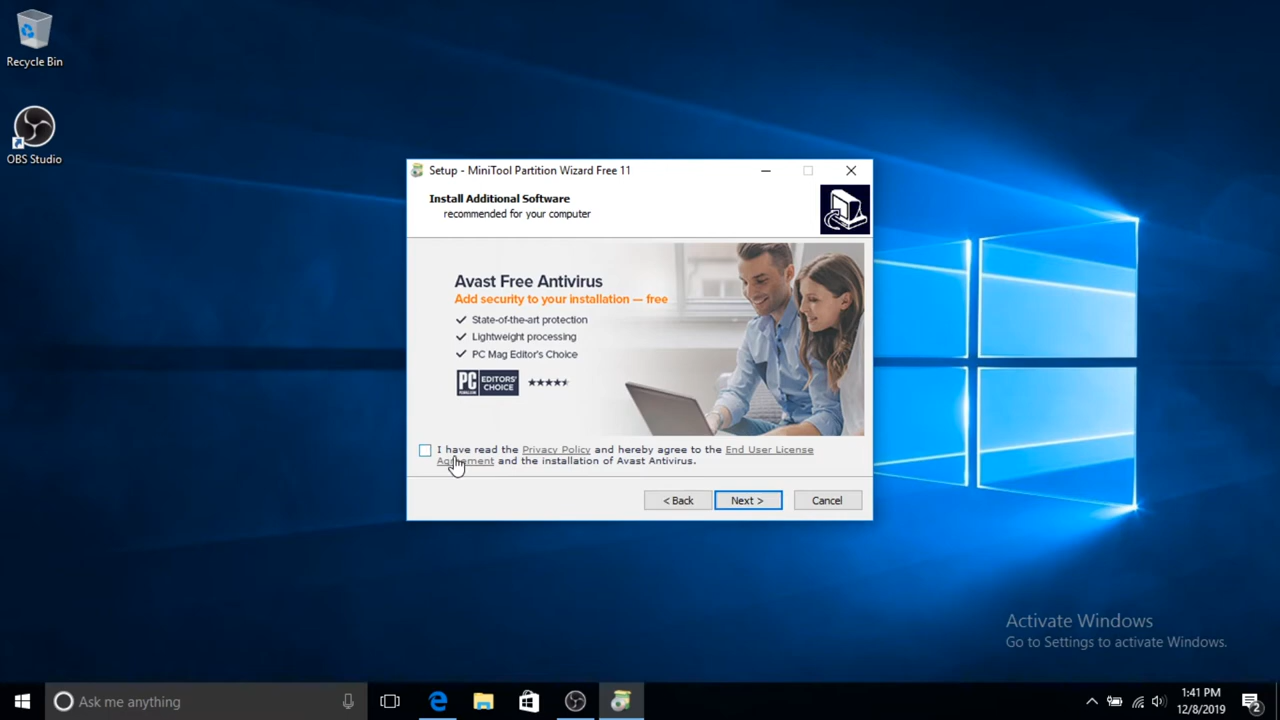 Recycle Bin
OBS Studio
Setup - MiniTool Partition Wizard Free 11
Install Additional Software
recommended for your computer
Avast Free Antivirus
Add security to your installation — free
State-of-the-art protection
Lightweight processing
PC Mag Editor's Choice
PC
EDITORS'
CHOICE
I have read the Privacy Policy and hereby agree to the End User License
Agreement and the installation of Avast Antivirus.
< Back
Next >
Cancel
Activate Windows
Go to Settings to activate Windows.
Ask me anything
1:41 PM
12/8/2019
2